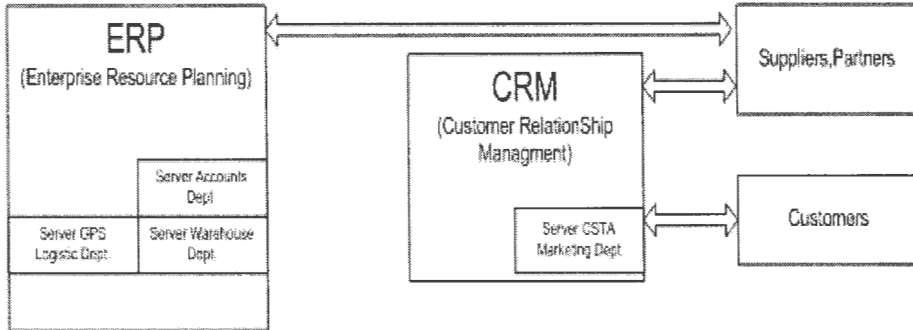 ERP
(Enterprise Resource Planning)
Server Accounts
Dept
Server GPS
Logistic Dept.
Server Warehouse
Dept.
CRM
(Customer RelationShip
Managment)
Server CSTA
Marketing Dept
Suppliers,Partners
Customers